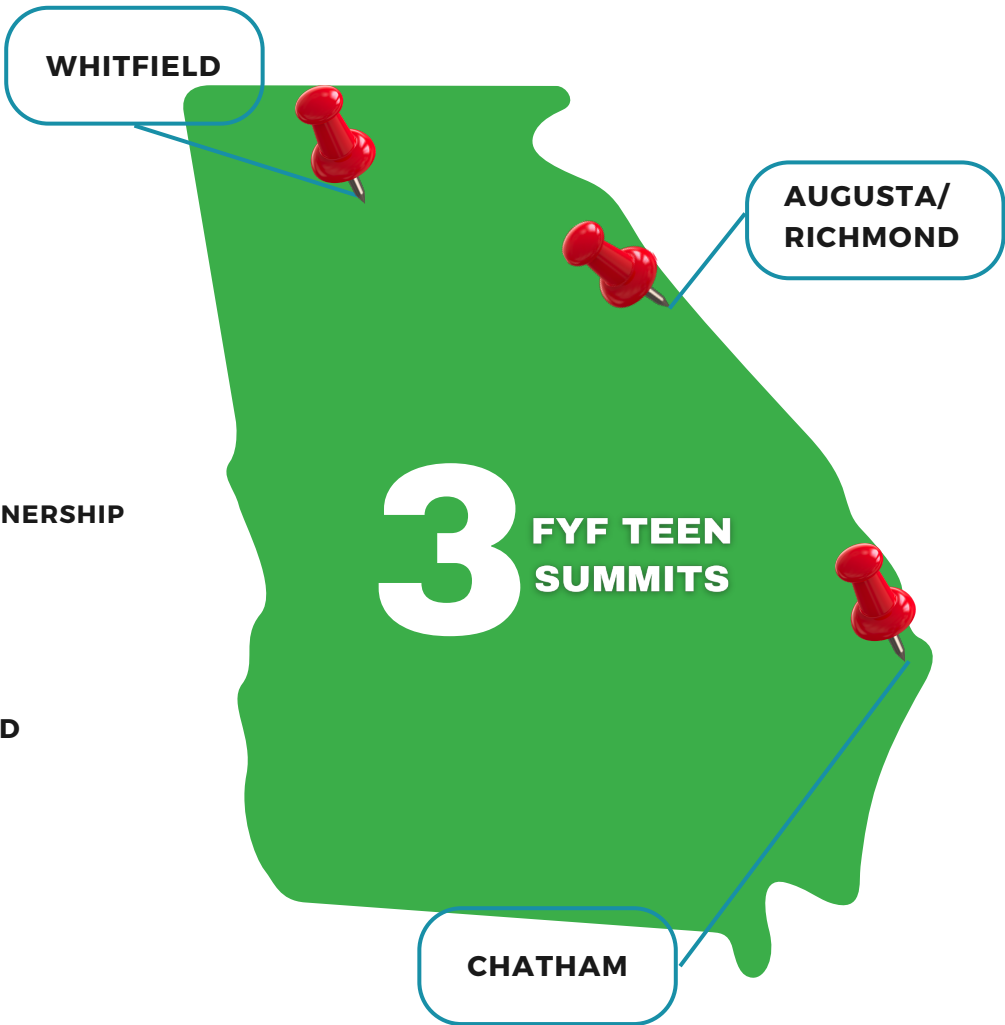 WHITFIELD
AUGUSTA/
RICHMOND
NERSHIP
3
FYF TEEN
SUMMITS
D
CHATHAM